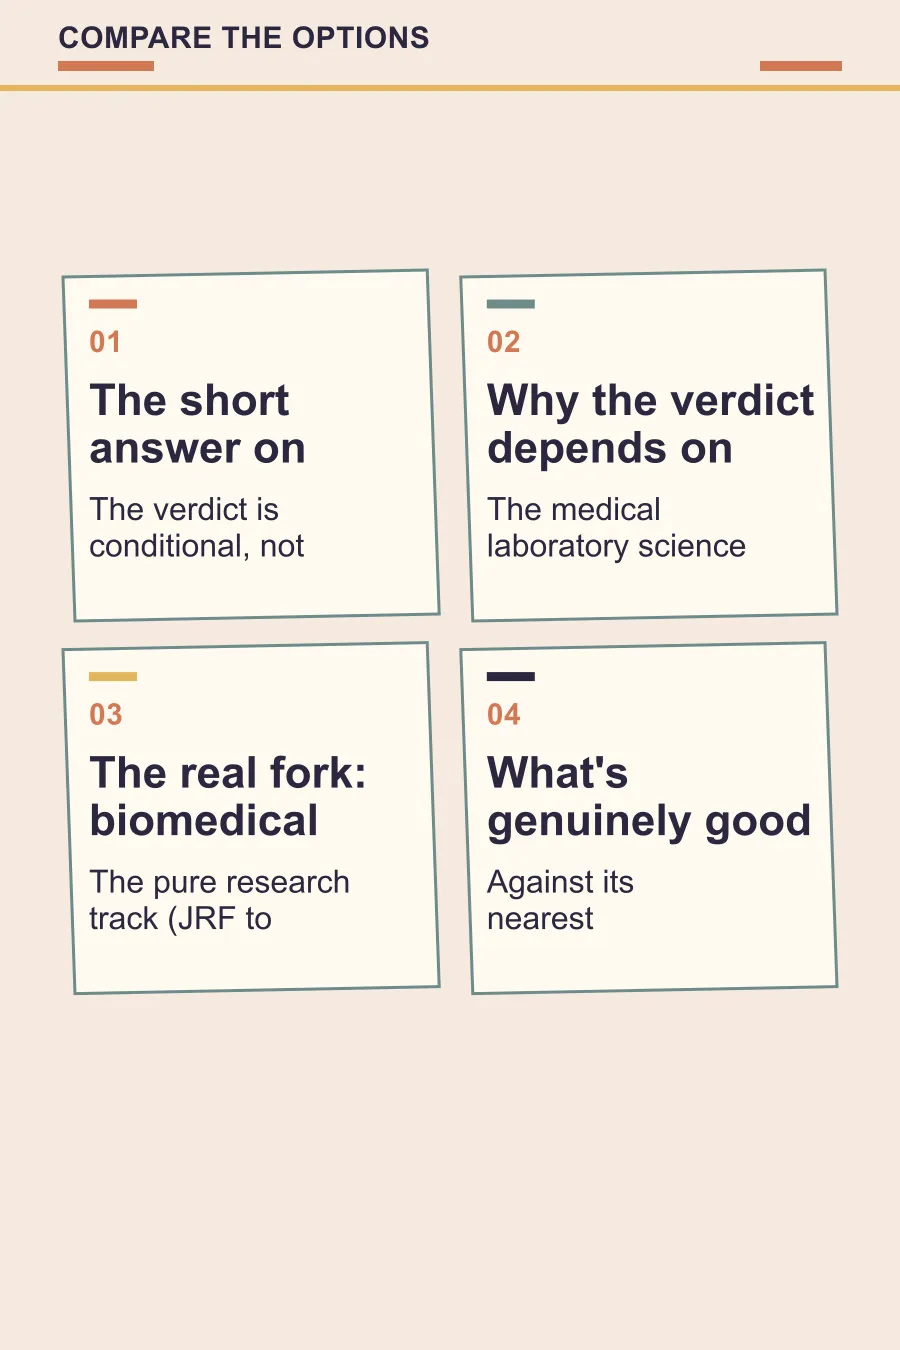 COMPARE THE OPTIONS
01
The short
answer on
The verdict is
conditional, not
02
Why the verdict
depends on
The medical
laboratory science
03
The real fork:
biomedical
The pure research
track (JRF to
04
What's
genuinely good
Against its
nearest